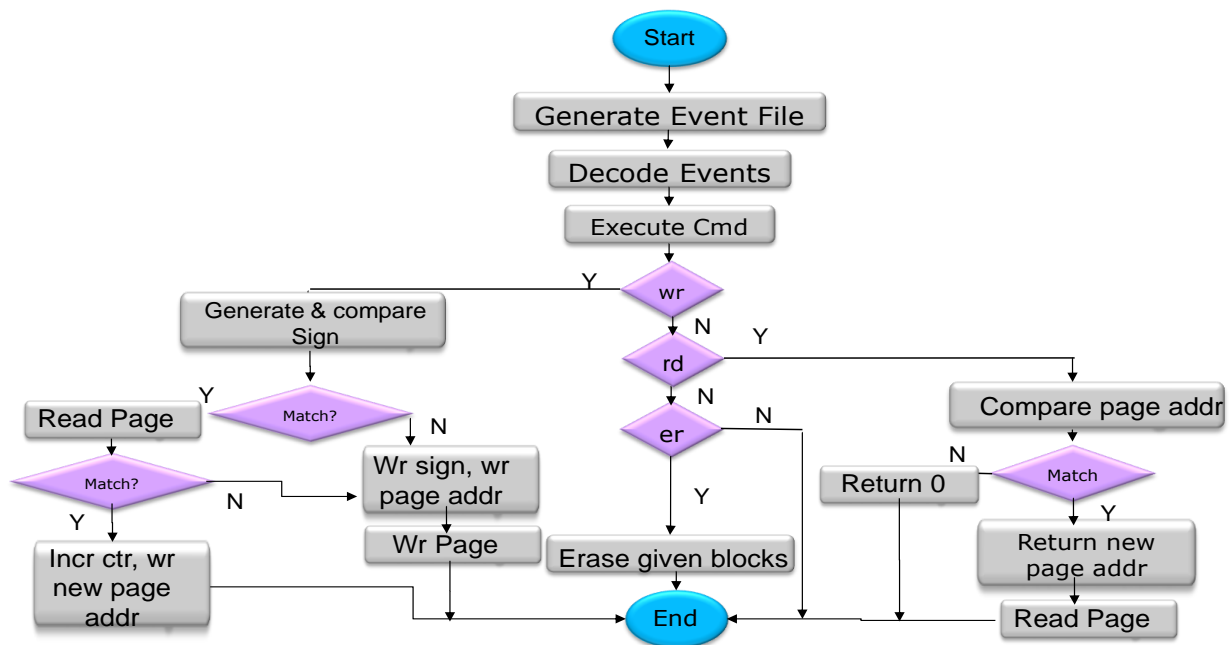 Start
Generate Event File
Decode Events
Execute Cmd
wr
Y
N
Generate & compare
Sign
rd
Y
Match?
Y
N
N
er
N
Y
Read Page
Match?
N
Y
Wr sign, wr
page addr
Wr Page
Incr ctr, wr
new page
addr
Erase given blocks
Compare page addr
Match
N
Y
Return 0
Return new
page addr
Read Page
End